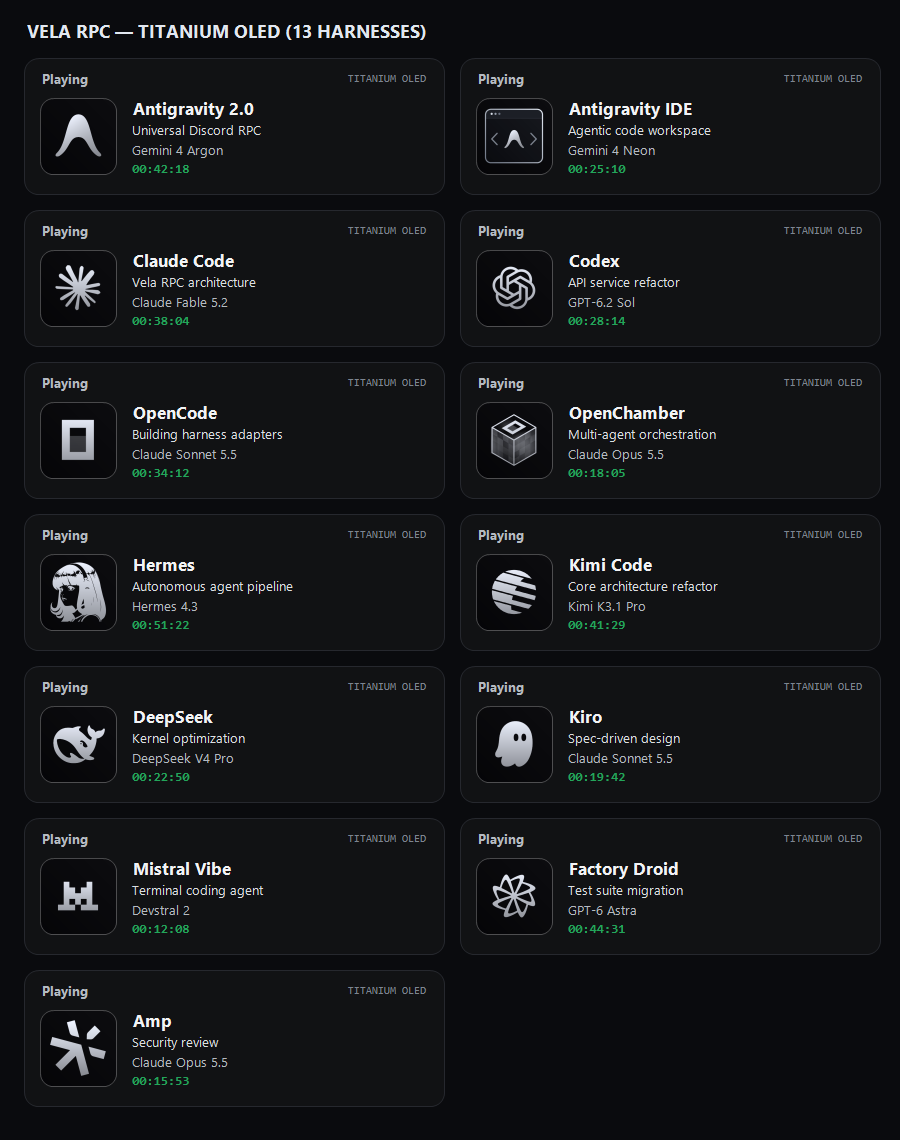 VELA RPC — TITANIUM OLED (13 HARNESSES)
Playing
TITANIUM OLED
Antigravity 2.0
Universal Discord RPC
Gemini 4 Argon
00:42:18
Playing
TITANIUM OLED
Antigravity IDE
Agentic code workspace
Gemini 4 Neon
00:25:10
Playing
TITANIUM OLED
Claude Code
Vela RPC architecture
Claude Fable 5.2
00:38:04
Playing
TITANIUM OLED
Codex
API service refactor
GPT-6.2 Sol
00:28:14
Playing
TITANIUM OLED
OpenCode
Building harness adapters
Claude Sonnet 5.5
00:34:12
Playing
TITANIUM OLED
OpenChamber
Multi-agent orchestration
Claude Opus 5.5
00:18:05
Playing
TITANIUM OLED
Hermes
Autonomous agent pipeline
Hermes 4.3
00:51:22
Playing
TITANIUM OLED
Kimi Code
Core architecture refactor
Kimi K3.1 Pro
00:41:29
Playing
TITANIUM OLED
DeepSeek
Kernel optimization
DeepSeek V4 Pro
00:22:50
Playing
TITANIUM OLED
Kiro
Spec-driven design
Claude Sonnet 5.5
00:19:42
Playing
TITANIUM OLED
Mistral Vibe
Terminal coding agent
Devstral 2
00:12:08
Playing
TITANIUM OLED
Factory Droid
Test suite migration
GPT-6 Astra
00:44:31
Playing
TITANIUM OLED
Amp
Security review
Claude Opus 5.5
00:15:53